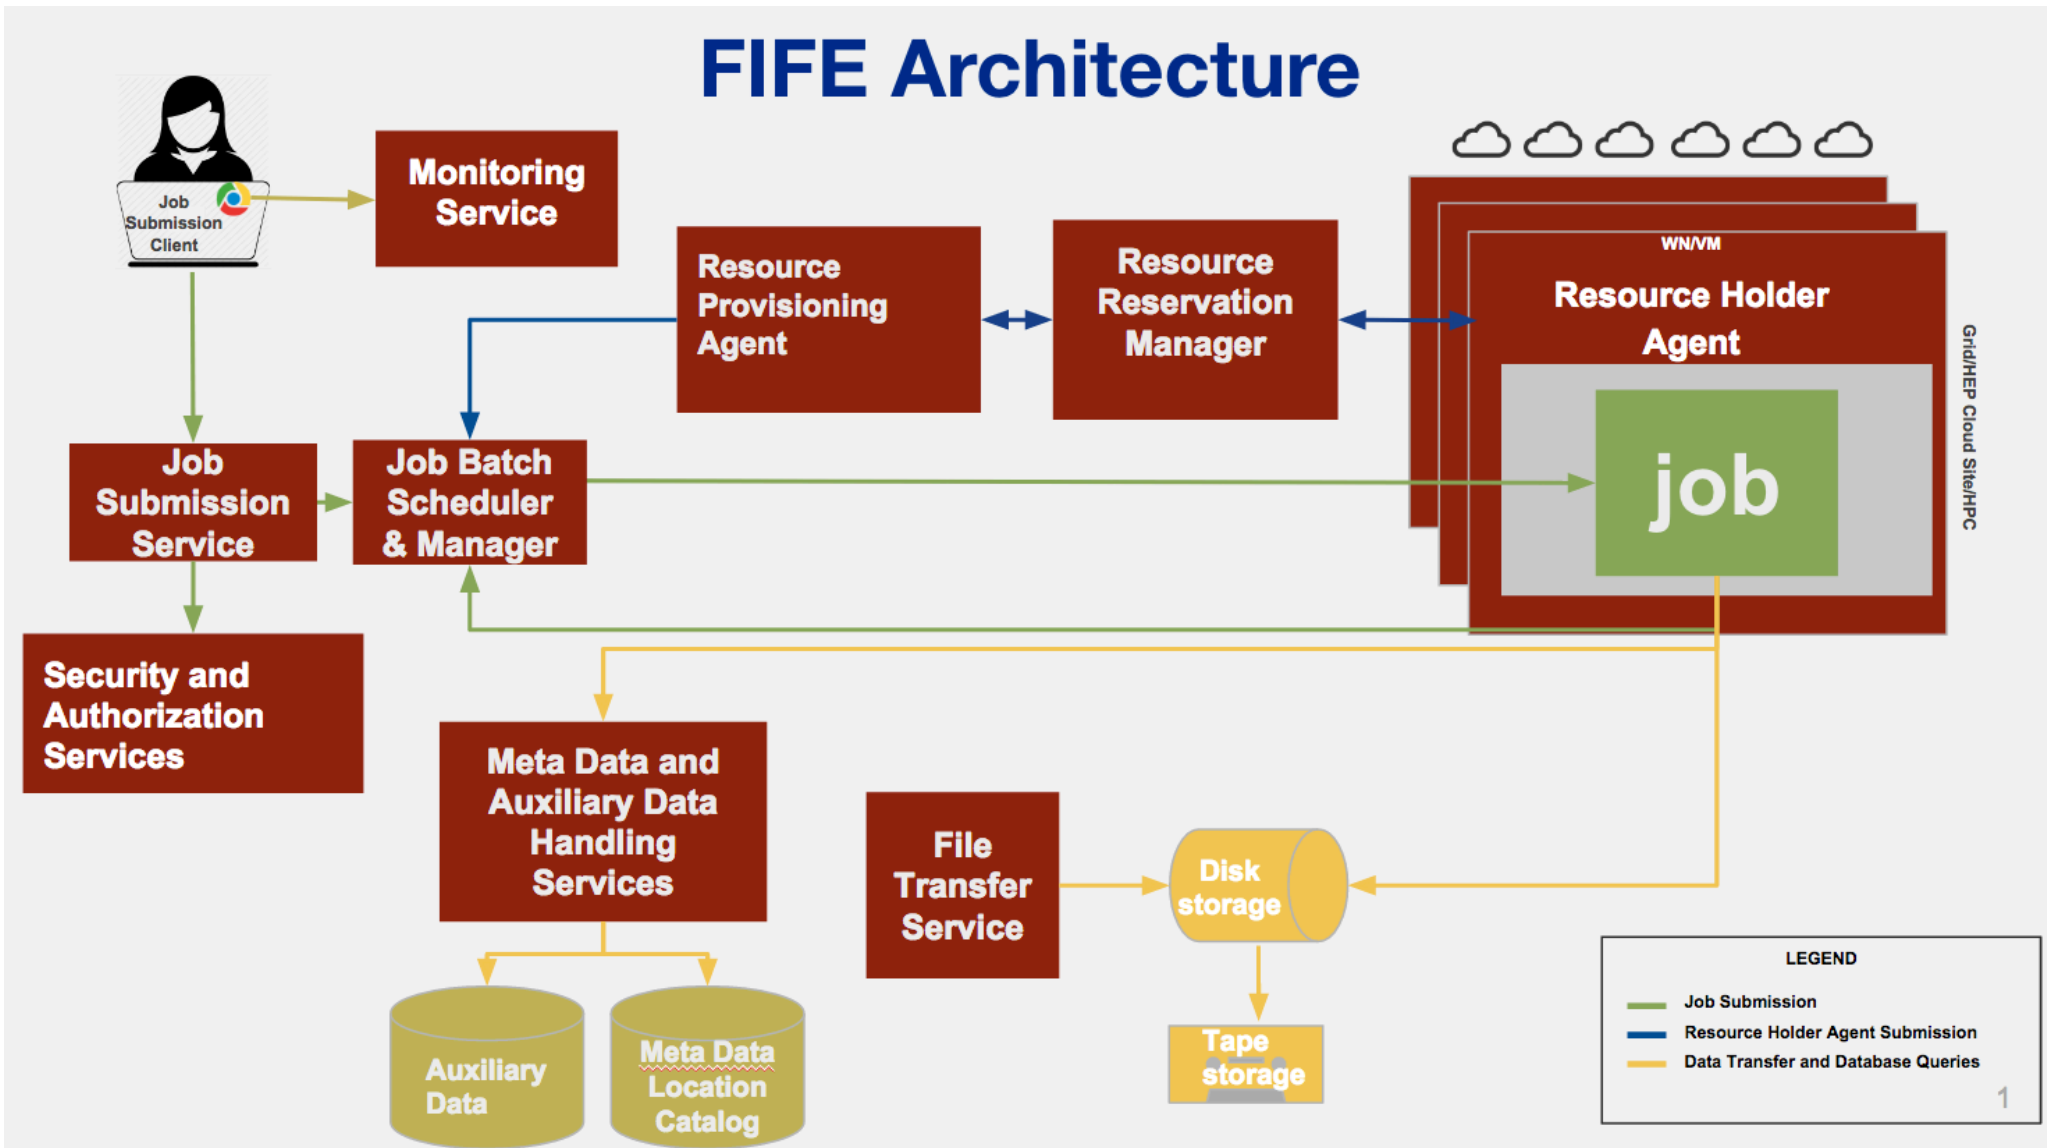 FIFE Architecture
Job
Submission
Client
Monitoring
Service
Resource
Provisioning
Agent
Resource
Reservation
Manager
WN/VM
Resource Holder
Agent
job
Grid/HEP Cloud Site/HPC
Job
Submission
Service
Job Batch
Scheduler
& Manager
Security and
Authorization
Services
Meta Data and
Auxiliary Data
Handling
Services
File
Transfer
Service
Disk
storage
Tape
storage
Auxiliary
Data
Meta Data
Location
Catalog
LEGEND
Job Submission
Resource Holder Agent Submission
Data Transfer and Database Queries
1